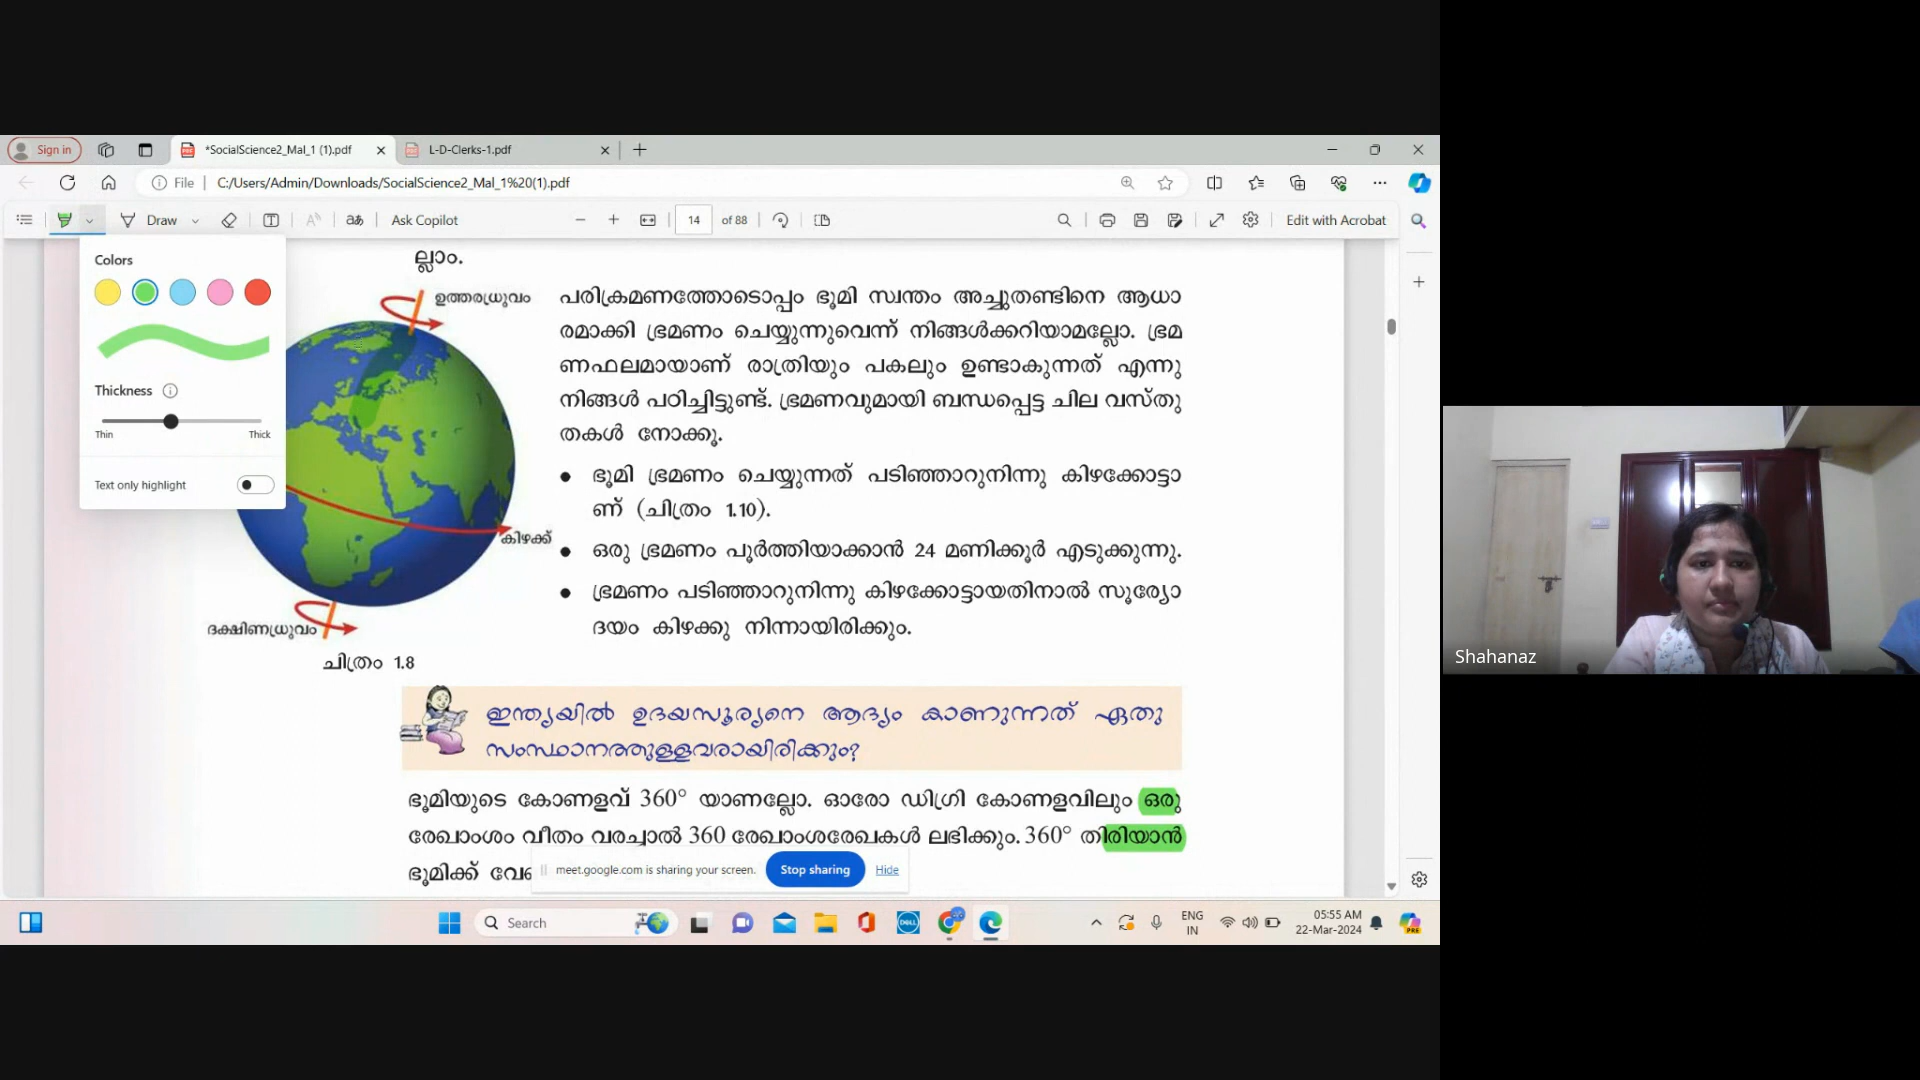 Sign in
*SocialScience2_Mal_1 (1).pdf
L-D-Clerks-1.pdf
File
C:/Users/Admin/Downloads/SocialScience2_Mal_1%20(1).pdf
Draw
Ask Copilot
14
of 88
Edit with Acrobat
Colors
Thickness
Thin
Thick
Text only highlight
ല്ലാം.
ഉത്തരധ്രുവം
കിഴക്ക്
ദക്ഷിണധ്രുവം
ചിത്രം 1.8
പരിക്രമണത്തോടൊപ്പം ഭൂമി സ്വന്തം അച്ചുതണ്ടിനെ ആധാ
രമാക്കി ഭ്രമണം ചെയ്യുന്നുവെന്ന് നിങ്ങൾക്കറിയാമല്ലോ. ഭ്രമ
ണഫലമായാണ് രാത്രിയും പകലും ഉണ്ടാകുന്നത് എന്നു
നിങ്ങൾ പഠിച്ചിട്ടുണ്ട്. ഭ്രമണവുമായി ബന്ധപ്പെട്ട ചില വസ്തു
തകൾ നോക്കൂ.
• ഭൂമി ഭ്രമണം ചെയ്യുന്നത് പടിഞ്ഞാറുനിന്നു കിഴക്കോട്ടാ
ണ് (ചിത്രം 1.10).
• ഒരു ഭ്രമണം പൂർത്തിയാക്കാൻ 24 മണിക്കൂർ എടുക്കുന്നു.
• ഭ്രമണം പടിഞ്ഞാറുനിന്നു കിഴക്കോട്ടായതിനാൽ സൂര്യോ
ദയം കിഴക്കു നിന്നായിരിക്കും.
ഇന്ത്യയിൽ ഉദയസൂര്യനെ ആദ്യം കാണുന്നത് ഏതു
സംസ്ഥാനത്തുള്ളവരായിരിക്കും?
ഭൂമിയുടെ കോണളവ് 360° യാണല്ലോ. ഓരോ ഡിഗ്രി കോണളവിലും ഒരു
രേഖാംശം വീതം വരച്ചാൽ 360 രേഖാംശരേഖകൾ ലഭിക്കും. 360° തിരിയാൻ
ഭൂമിക്ക്
meet.google.com is sharing your screen.
Stop sharing
Hide
Search
DELL
ENG
IN
05:55 AM
22-Mar-2024
PRE
Shahanaz